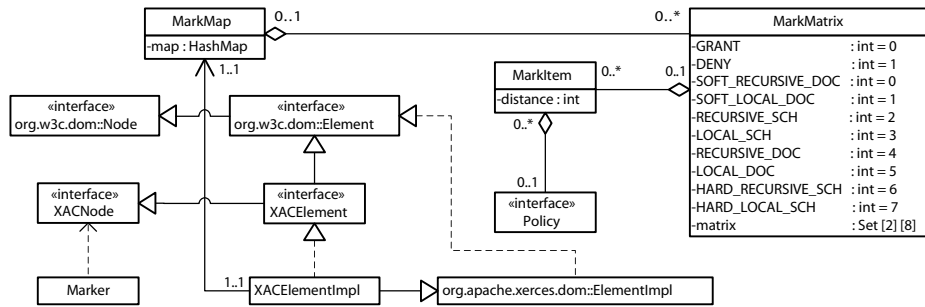 MarkMap
-map : HashMap
0..1
0..*
1..1
MarkMatrix
-GRANT : int = 0
-DENY : int = 1
-SOFT_RECURSIVE_DOC : int = 0
-SOFT_LOCAL_DOC : int = 1
-RECURSIVE_SCH : int = 2
-LOCAL_SCH : int = 3
-RECURSIVE_DOC : int = 4
-LOCAL_DOC : int = 5
-HARD_RECURSIVE_SCH : int = 6
-HARD_LOCAL_SCH : int = 7
-matrix : Set [2] [8]
MarkItem
-distance : int
0..*
0..1
0..*
0..1
«interface»
Policy
«interface»
org.w3c.dom::Node
«interface»
org.w3c.dom::Element
«interface»
XACNode
«interface»
XACElement
Marker
1..1
XACElementImpl
org.apache.xerces.dom::ElementImpl